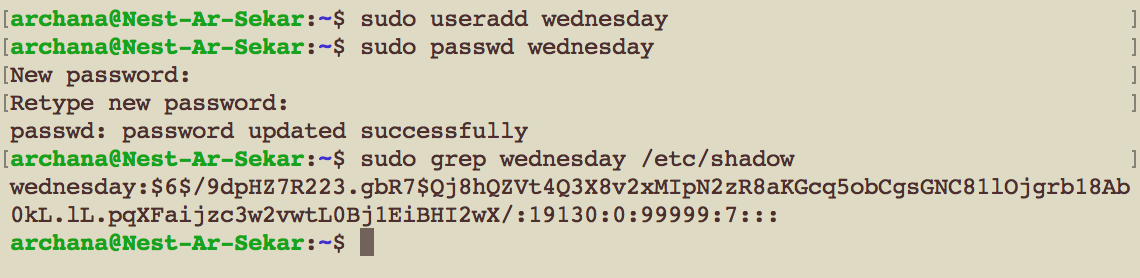 [archana@Nest-Ar-Sekar:~$ sudo useradd wednesday ]
[archana@Nest-Ar-Sekar:~$ sudo passwd wednesday ]
[New password: ]
[Retype new password: ]
passwd: password updated successfully
[archana@Nest-Ar-Sekar:~$ sudo grep wednesday /etc/shadow ]
wednesday:$6$/9dpHZ7R223.gbR7$Qj8hQZVt4Q3X8v2xMIpN2zR8aKGcq5obCgsGNC81lOjgrb18Ab
0kL.lL.pqXFaijzc3w2vwtL0Bj1EiBHI2wX/:19130:0:99999:7:::
archana@Nest-Ar-Sekar:~$